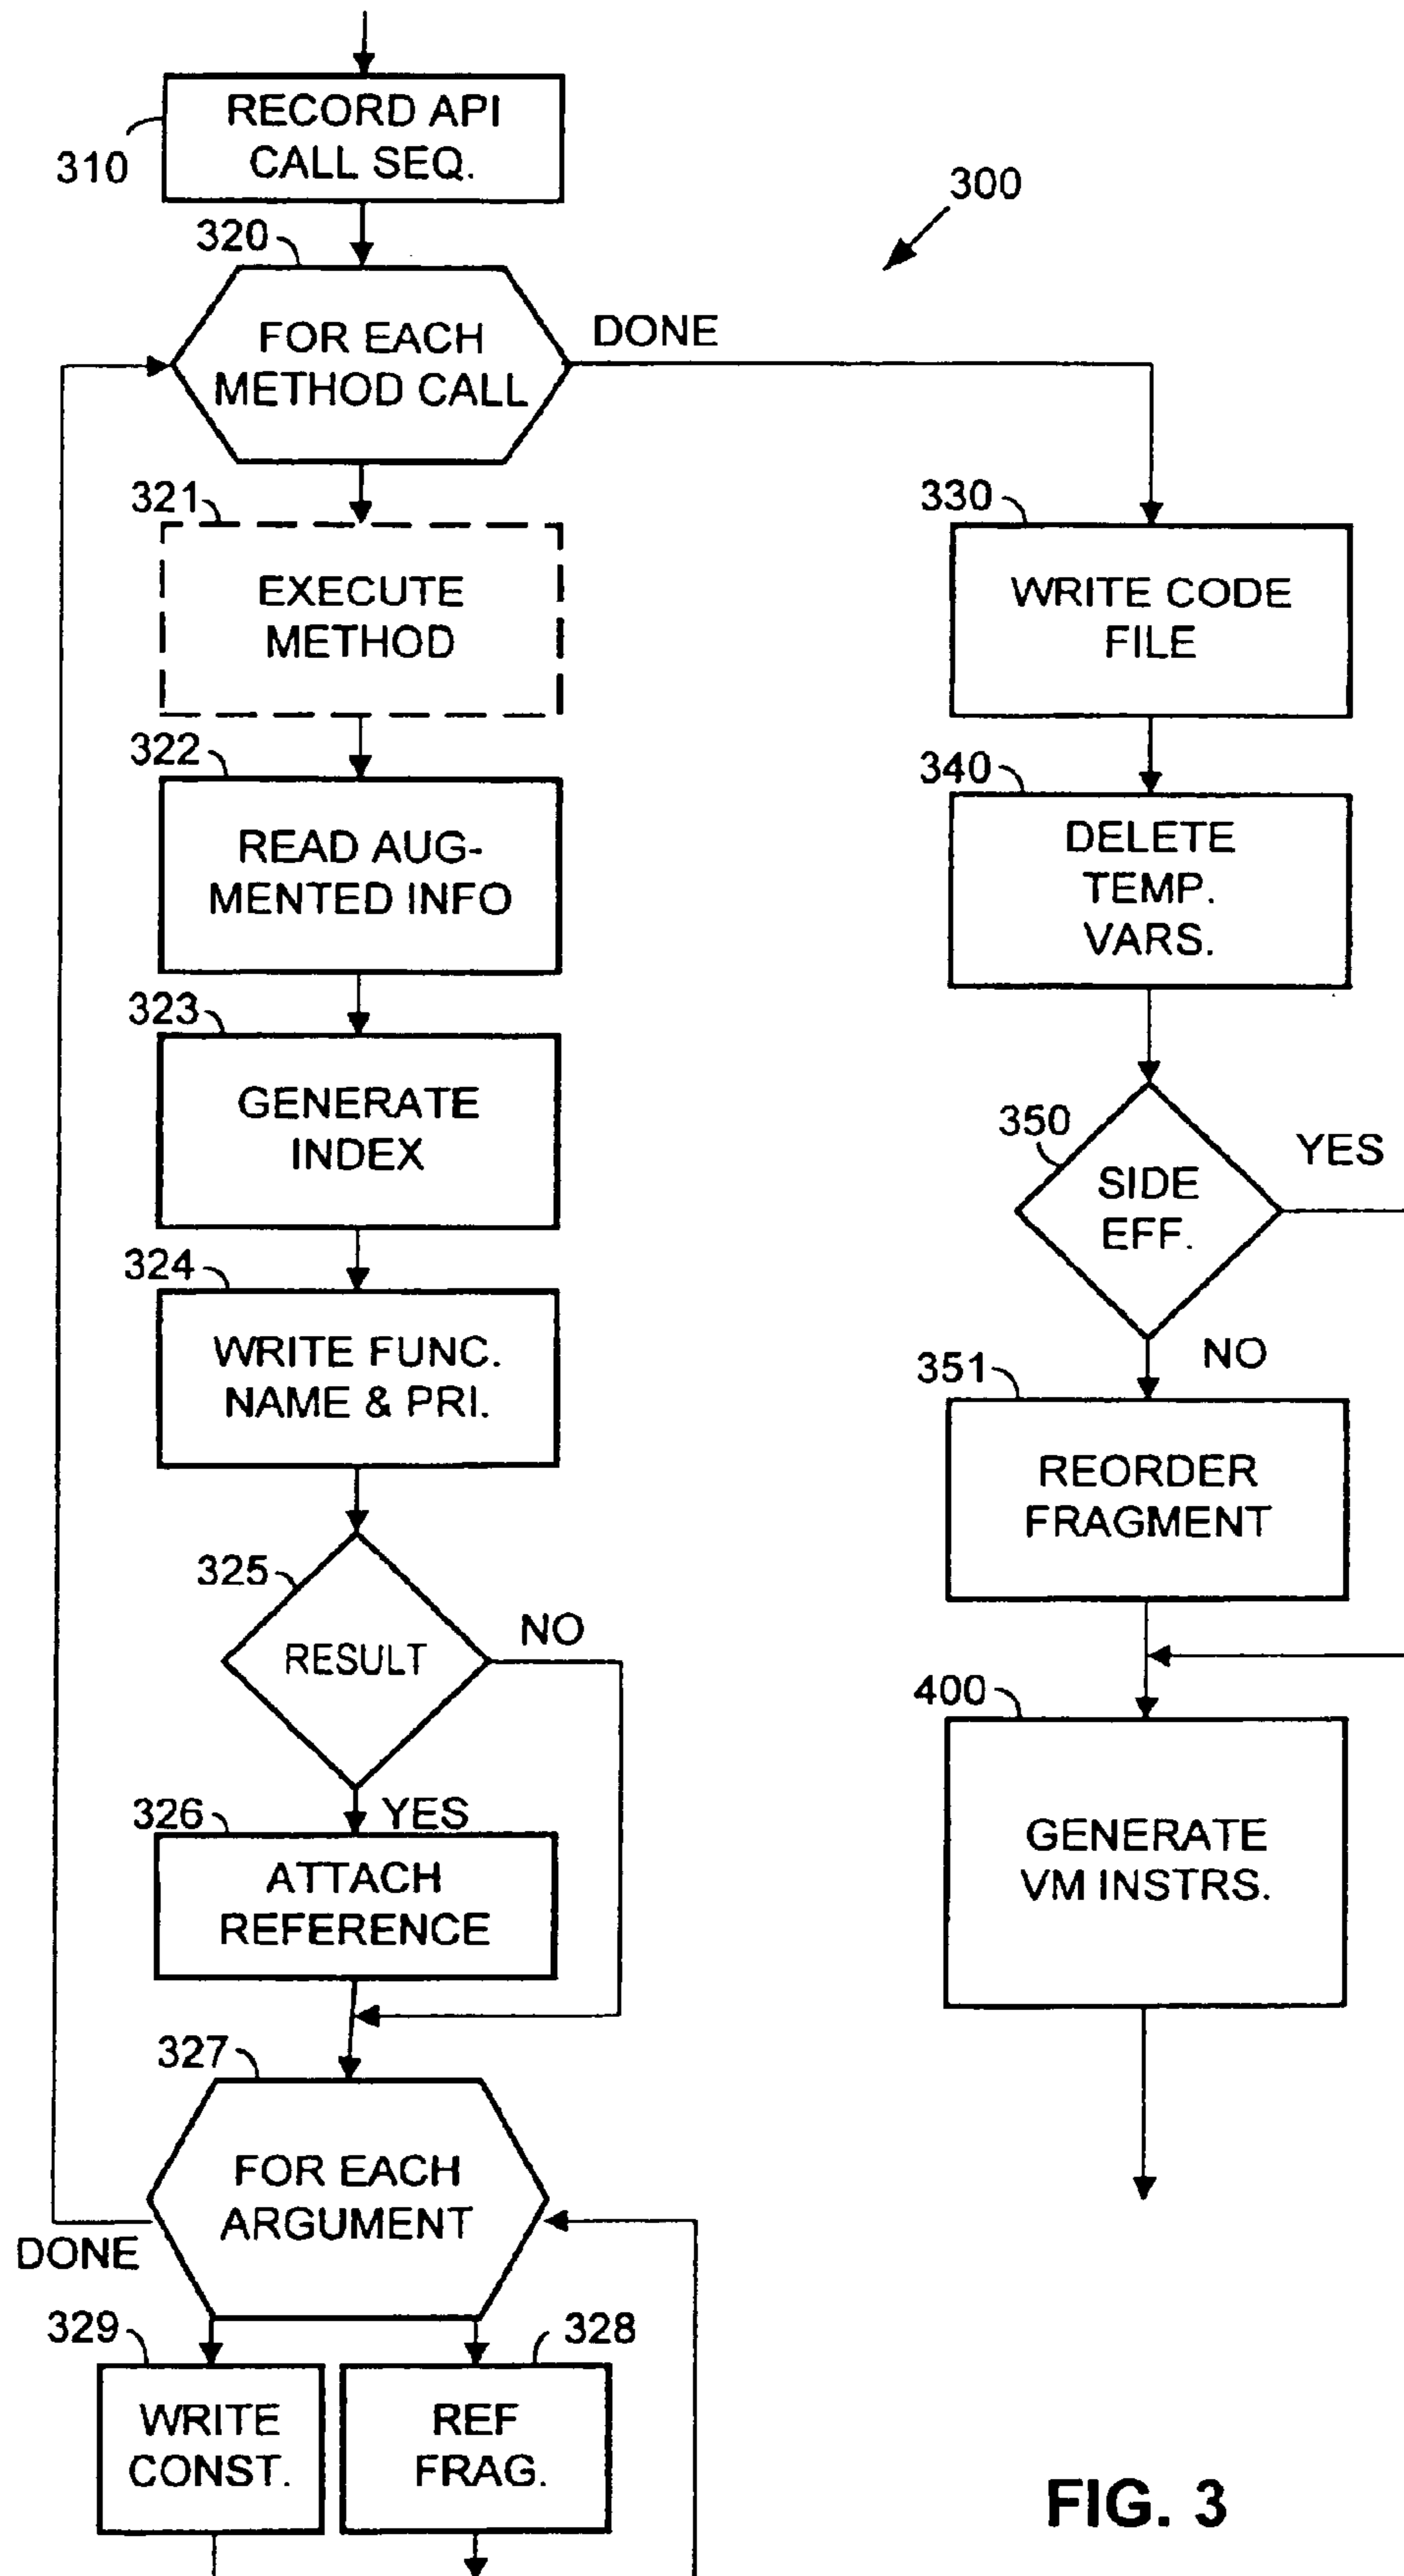 310
RECORD API
CALL SEQ.
300
320
FOR EACH
METHOD CALL
DONE
321
EXECUTE
METHOD
322
READ AUG-
MENTED INFO
323
GENERATE
INDEX
324
WRITE FUNC.
NAME & PRI.
325
RESULT
NO
YES
326
ATTACH
REFERENCE
327
FOR EACH
ARGUMENT
DONE
329
WRITE
CONST.
328
REF
FRAG.
330
WRITE CODE
FILE
340
DELETE
TEMP.
VARS.
350
SIDE
EFF.
YES
NO
351
REORDER
FRAGMENT
400
GENERATE
VM INSTRS.
FIG. 3